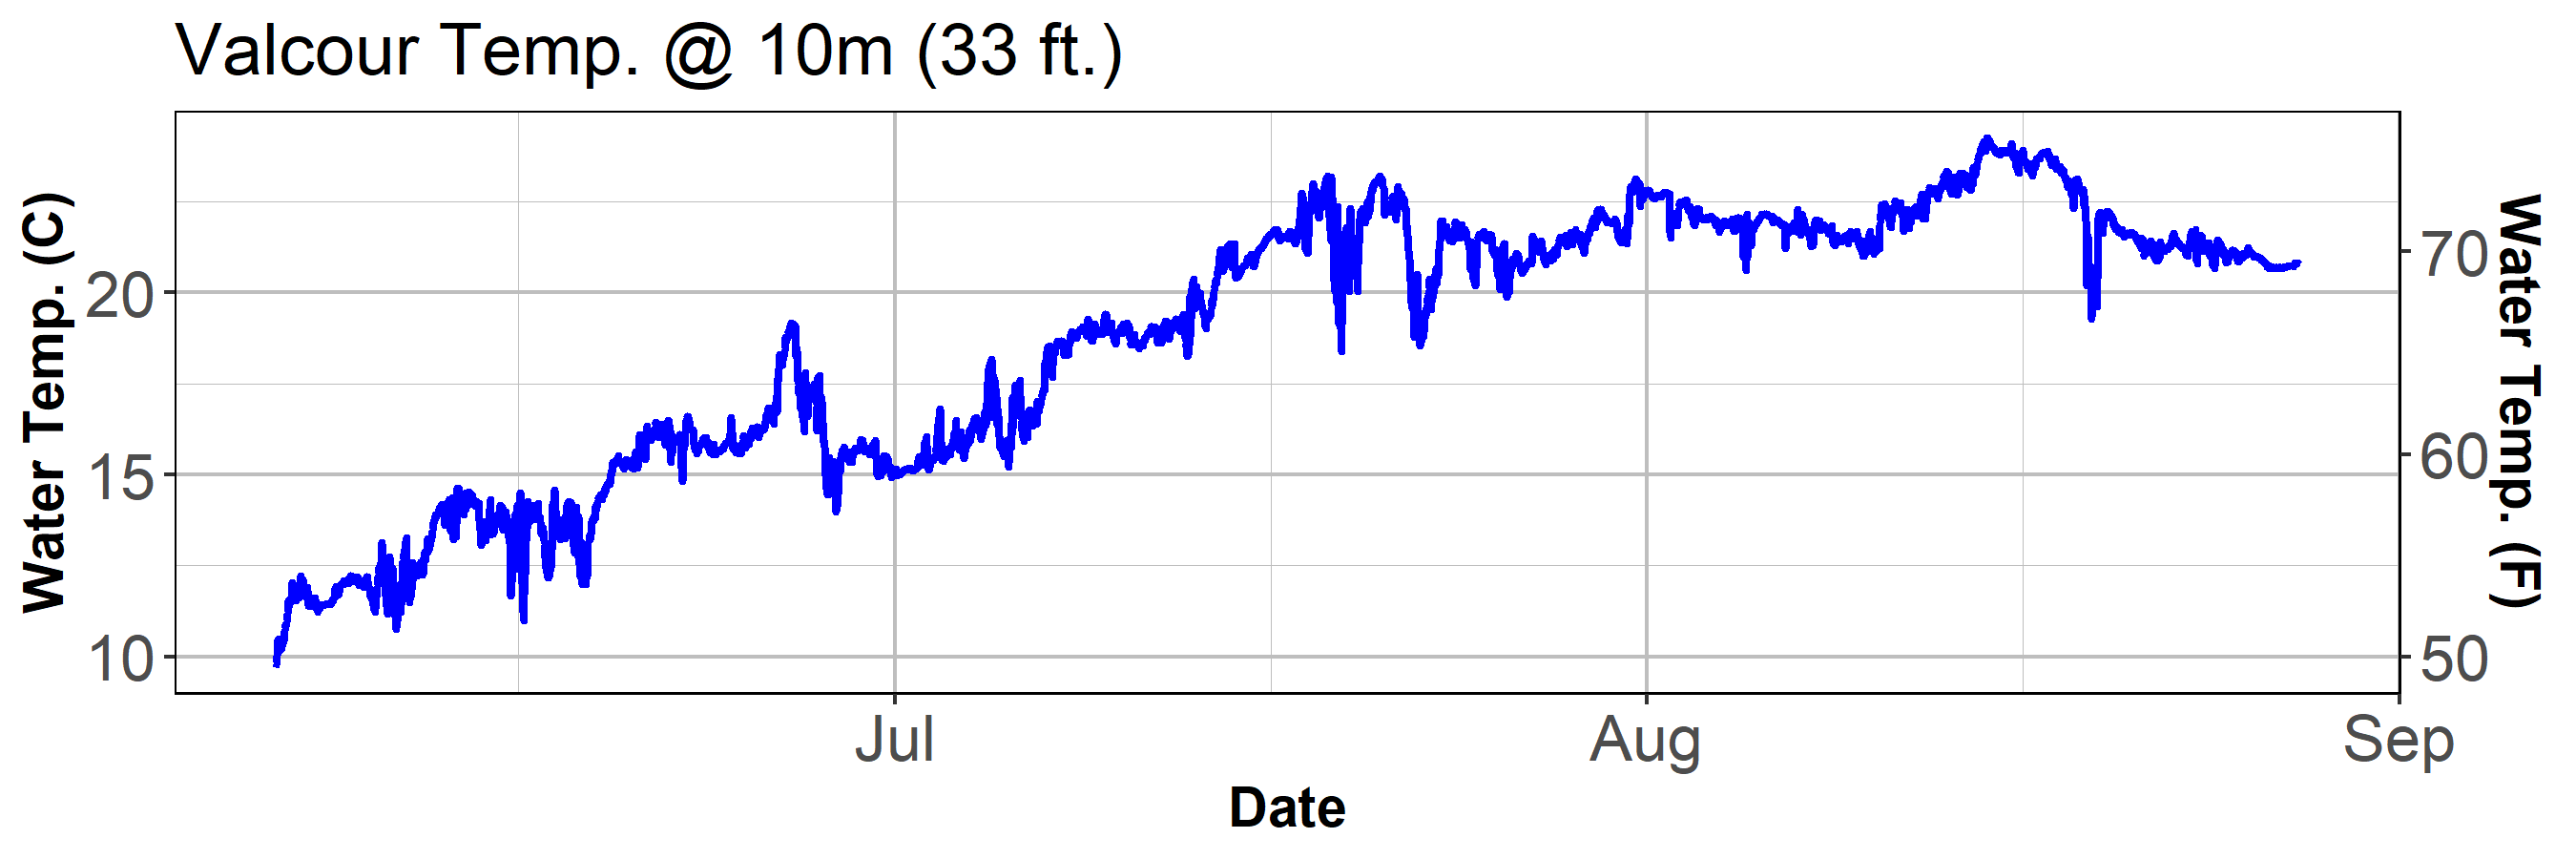 Valcour Temp. @ 10m (33 ft.)
Water Temp. (C)
20
15
10
70
60
50
Water Temp. (F)
Jul
Aug
Sep
Date